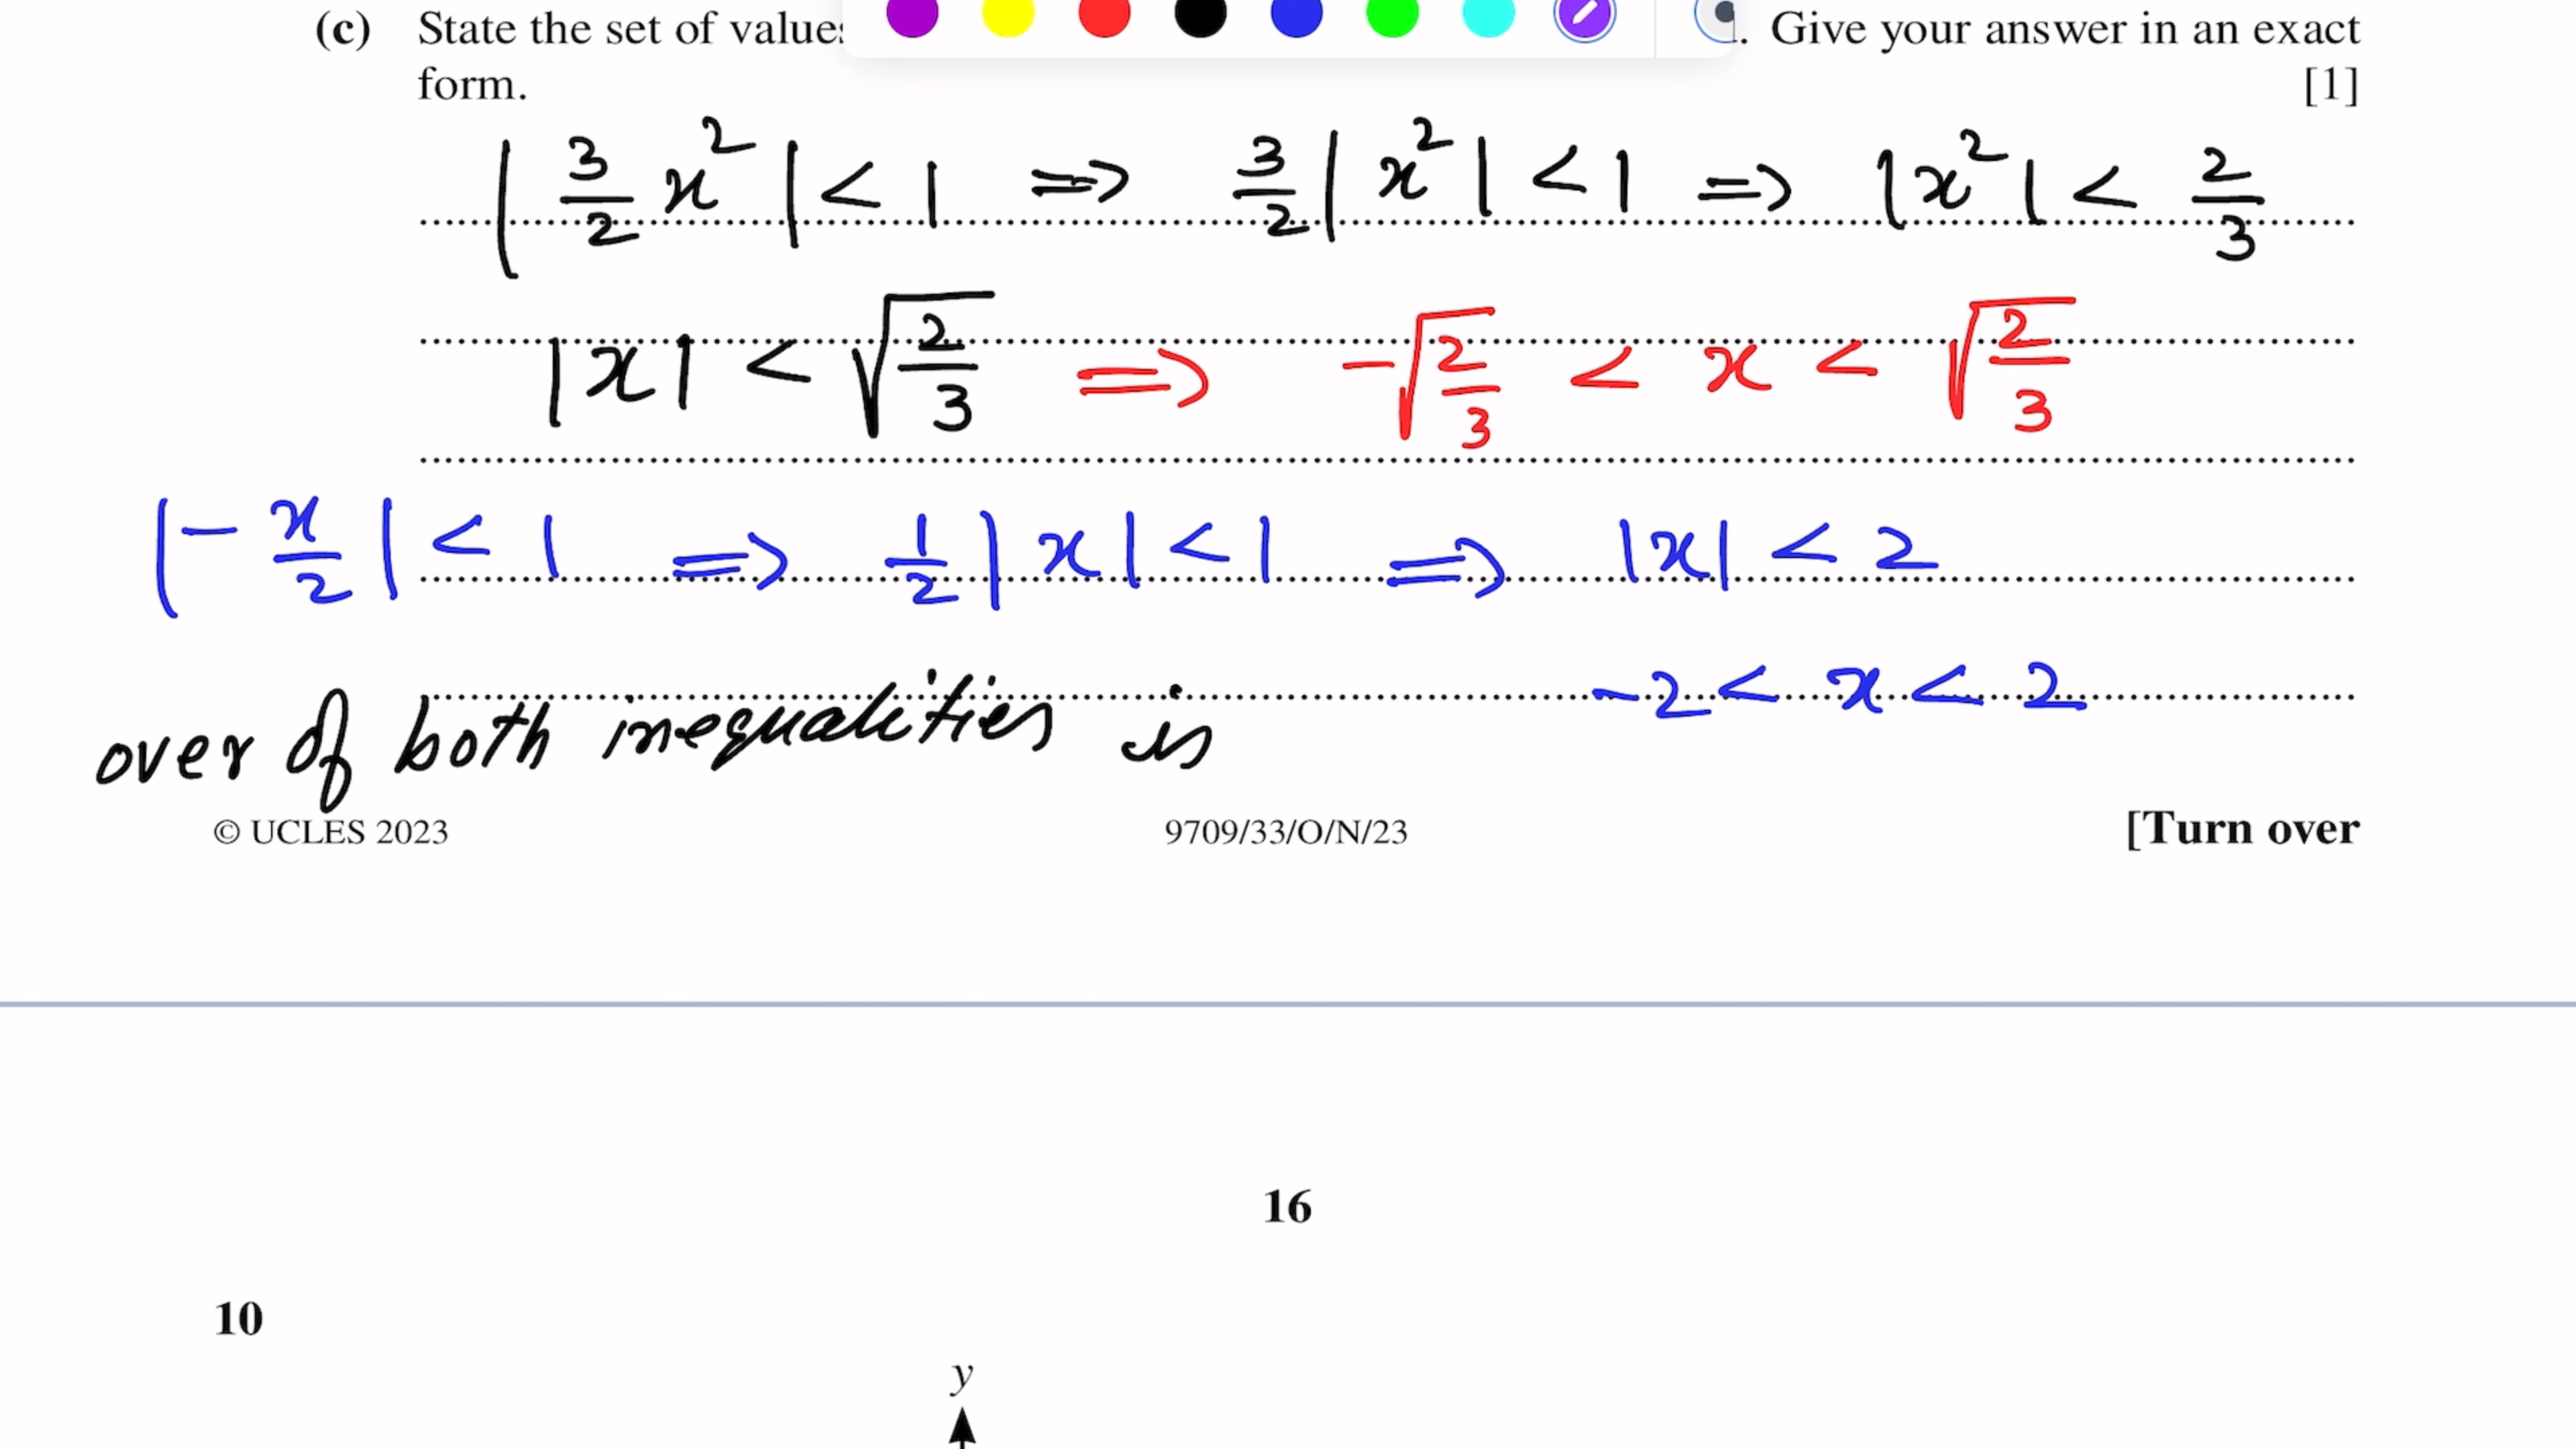 (c) State the set of values . Give your answer in an exact
form. [1]
| 3/2 x² | < 1 ⇒ 3/2 | x² | < 1 ⇒ | x² | < 2/3
| x | < √(2/3) ⇒ -√(2/3) < x < √(2/3)
| - x/2 | < 1 ⇒ 1/2 | x | < 1 ⇒ | x | < 2
-2 < x < 2
over of both inequalities is
© UCLES 2023 9709/33/O/N/23 [Turn over
16
10
y